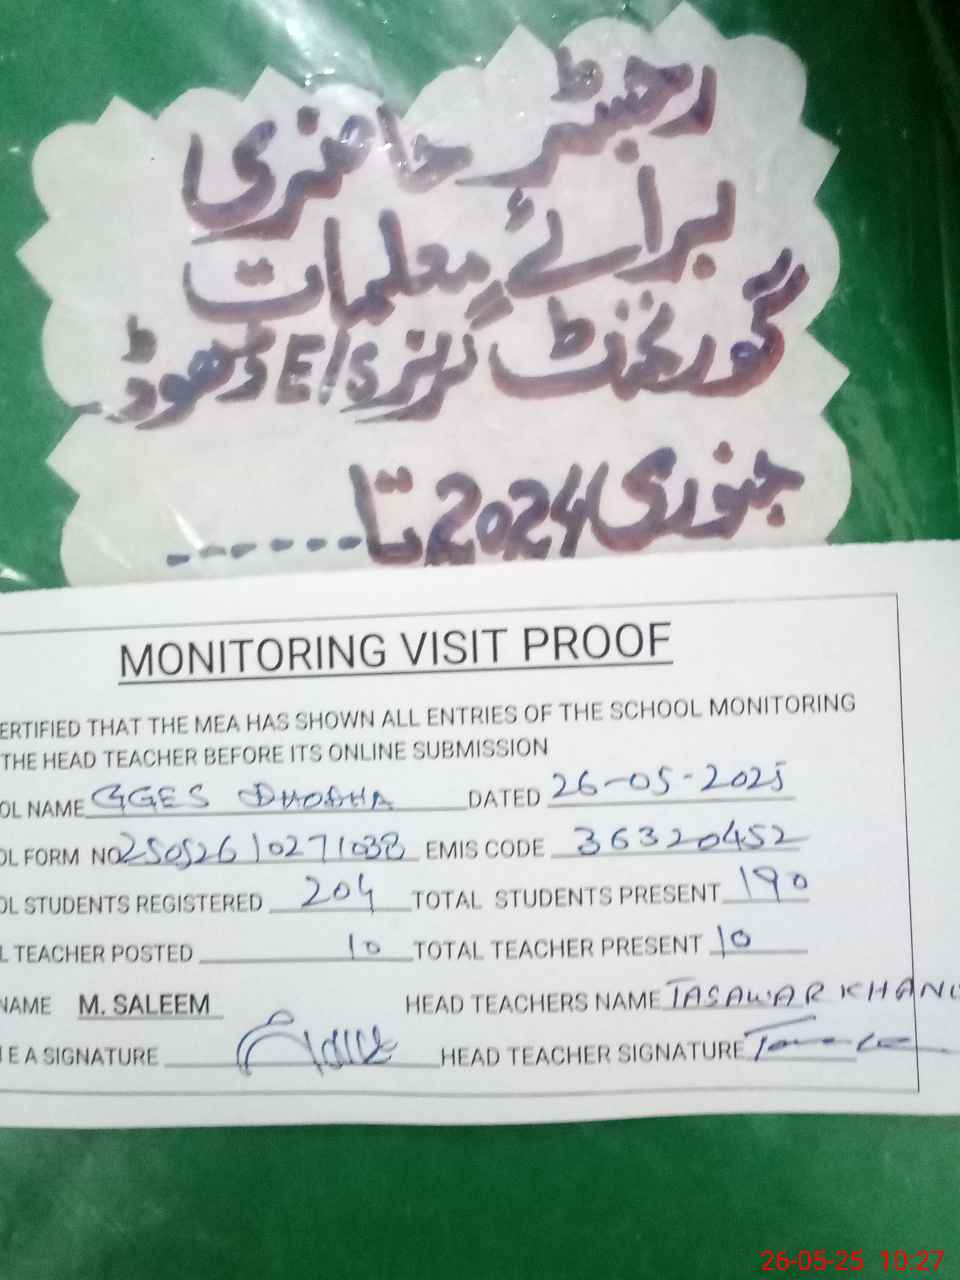 رجسٹر حاضری
برائے معلمات
گورنمنٹ گرلز E/S ڈھوڈہ
جنوری 2024 تا ------
MONITORING VISIT PROOF
ERTIFIED THAT THE MEA HAS SHOWN ALL ENTRIES OF THE SCHOOL MONITORING
THE HEAD TEACHER BEFORE ITS ONLINE SUBMISSION
OL NAME GGES DHODHA DATED 26-05-2025
OL FORM NO 25052610271038 EMIS CODE 36320452
OL STUDENTS REGISTERED 204 TOTAL STUDENTS PRESENT 190
L TEACHER POSTED 10 TOTAL TEACHER PRESENT 10
NAME M. SALEEM HEAD TEACHERS NAME TASAWAR KHAN
E A SIGNATURE HEAD TEACHER SIGNATURE
26-05-25 10:27